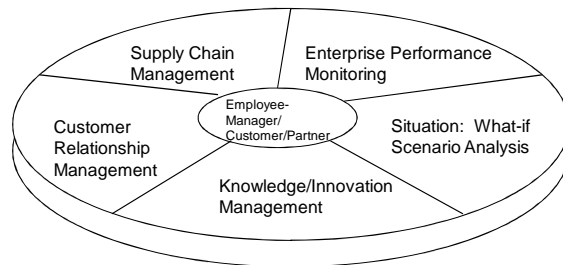 Supply Chain
Management
Enterprise Performance
Monitoring
Employee-
Manager/
Customer/Partner
Customer
Relationship
Management
Situation: What-if
Scenario Analysis
Knowledge/Innovation
Management